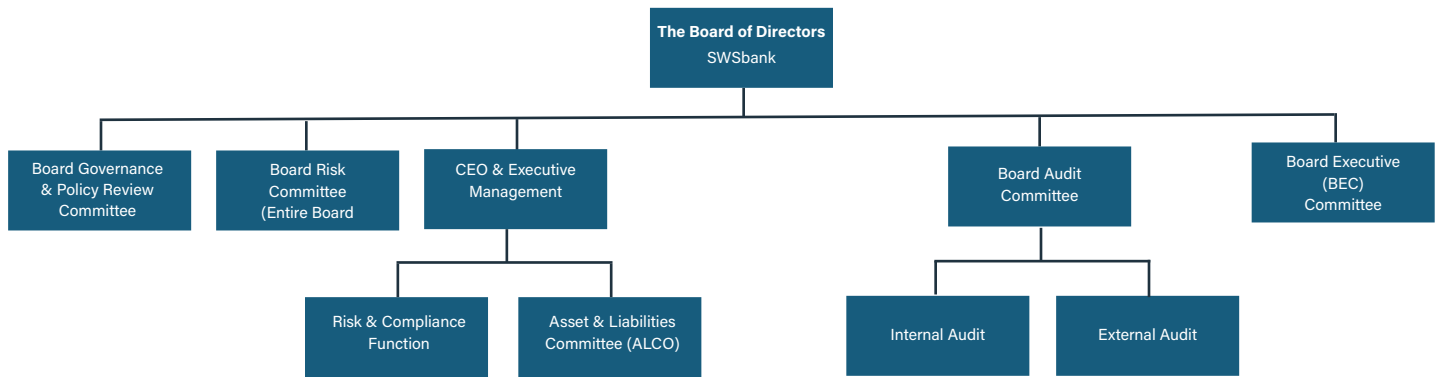 The Board of Directors
SWSbank
Board Governance
& Policy Review
Committee
Board Risk
Committee
(Entire Board
CEO & Executive
Management
Board Audit
Committee
Board Executive
(BEC)
Committee
Risk & Compliance
Function
Asset & Liabilities
Committee (ALCO)
Internal Audit
External Audit